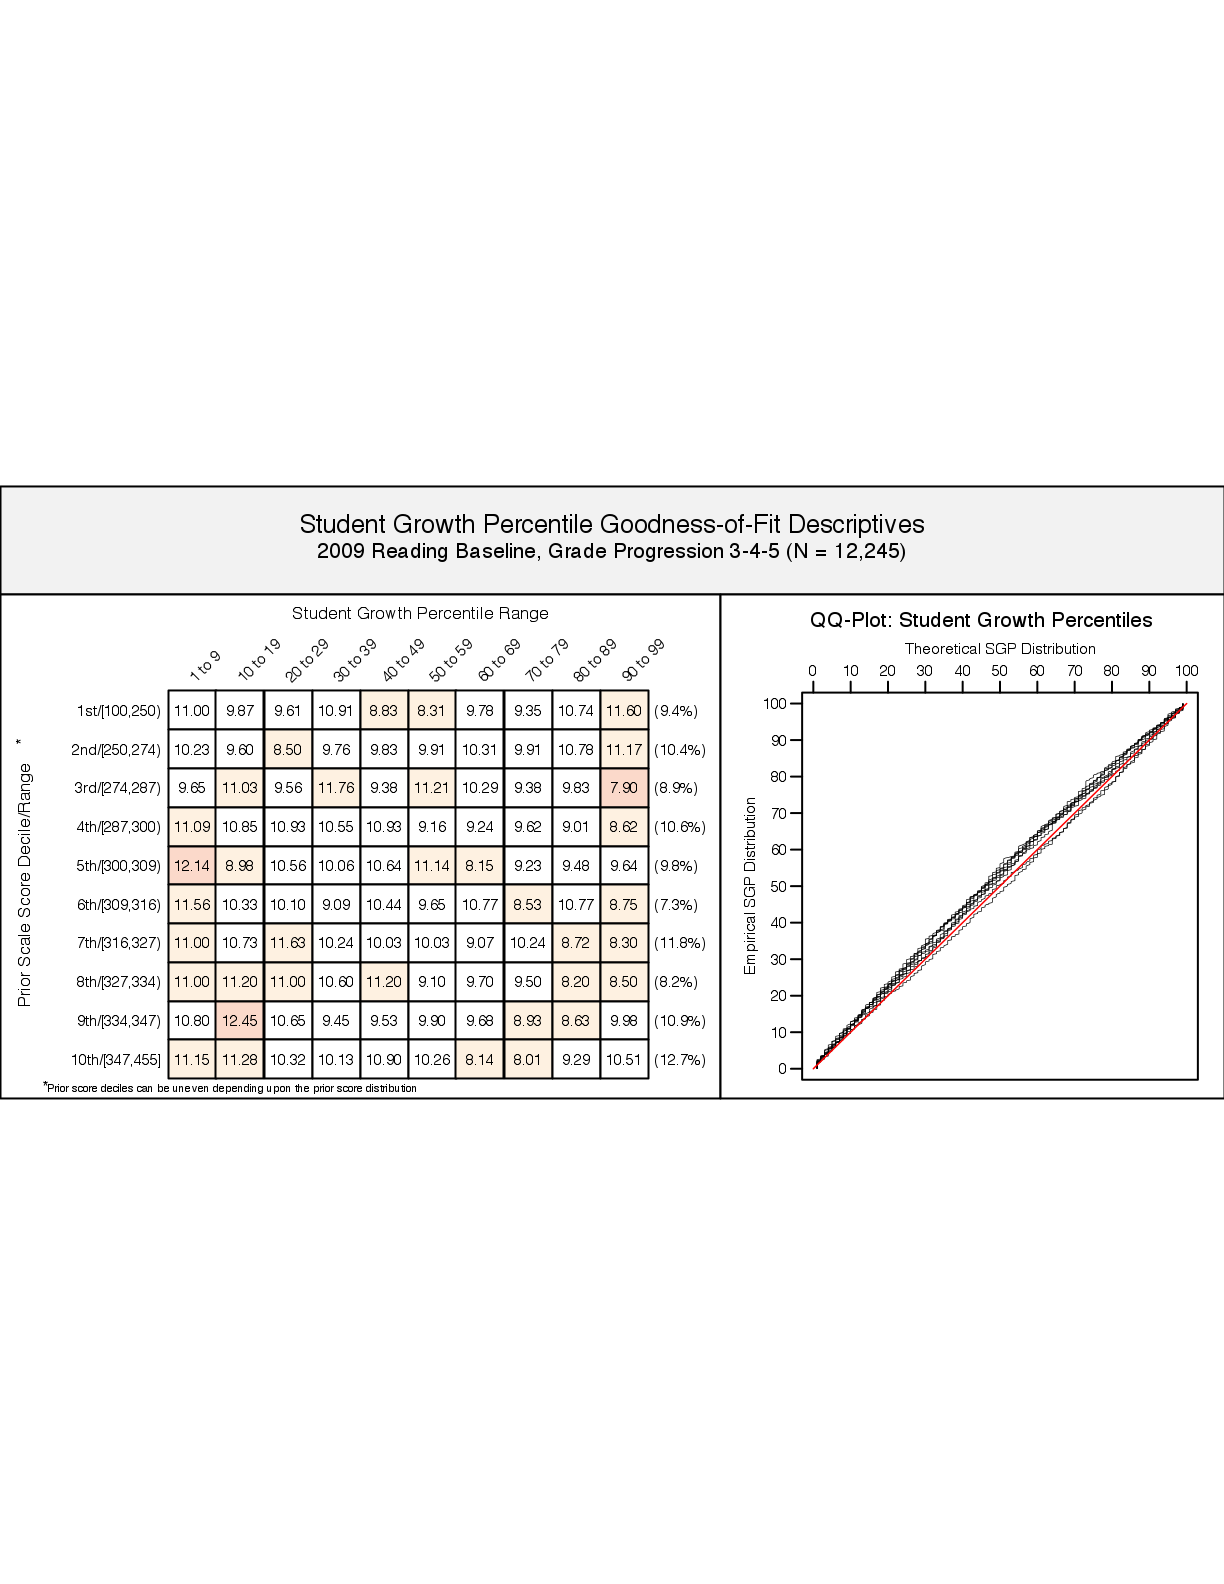 Student Growth Percentile Goodness-of-Fit Descriptives
2009 Reading Baseline, Grade Progression 3-4-5 (N = 12,245)
Student Growth Percentile Range
1 to 9 10 to 19 20 to 29 30 to 39 40 to 49 50 to 59 60 to 69 70 to 79 80 to 89 90 to 99
Prior Scale Score Decile/Range *
1st/[100,250) 11.00 9.87 9.61 10.91 8.83 8.31 9.78 9.35 10.74 11.60 (9.4%)
2nd/[250,274) 10.23 9.60 8.50 9.76 9.83 9.91 10.31 9.91 10.78 11.17 (10.4%)
3rd/[274,287) 9.65 11.03 9.56 11.76 9.38 11.21 10.29 9.38 9.83 7.90 (8.9%)
4th/[287,300) 11.09 10.85 10.93 10.55 10.93 9.16 9.24 9.62 9.01 8.62 (10.6%)
5th/[300,309) 12.14 8.98 10.56 10.06 10.64 11.14 8.15 9.23 9.48 9.64 (9.8%)
6th/[309,316) 11.56 10.33 10.10 9.09 10.44 9.65 10.77 8.53 10.77 8.75 (7.3%)
7th/[316,327) 11.00 10.73 11.63 10.24 10.03 10.03 9.07 10.24 8.72 8.30 (11.8%)
8th/[327,334) 11.00 11.20 11.00 10.60 11.20 9.10 9.70 9.50 8.20 8.50 (8.2%)
9th/[334,347) 10.80 12.45 10.65 9.45 9.53 9.90 9.68 8.93 8.63 9.98 (10.9%)
10th/[347,455] 11.15 11.28 10.32 10.13 10.90 10.26 8.14 8.01 9.29 10.51 (12.7%)
*Prior score deciles can be uneven depending upon the prior score distribution
QQ-Plot: Student Growth Percentiles
Theoretical SGP Distribution
0 10 20 30 40 50 60 70 80 90 100
Empirical SGP Distribution
100
90
80
70
60
50
40
30
20
10
0